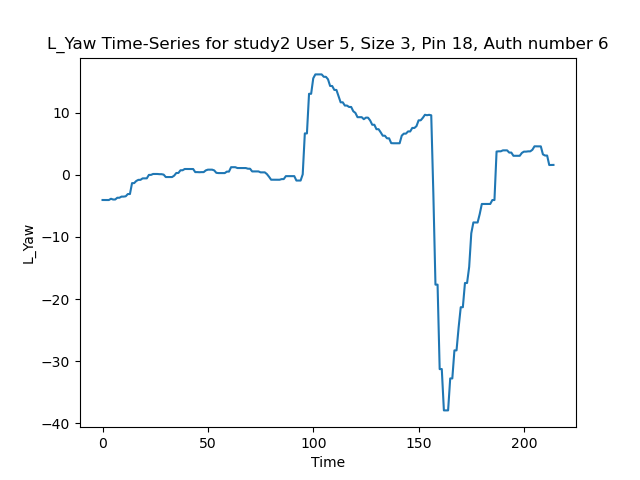 L_Yaw Time-Series for study2 User 5, Size 3, Pin 18, Auth number 6
10
0
−10
−20
−30
−40
L_Yaw
0 50 100 150 200
Time